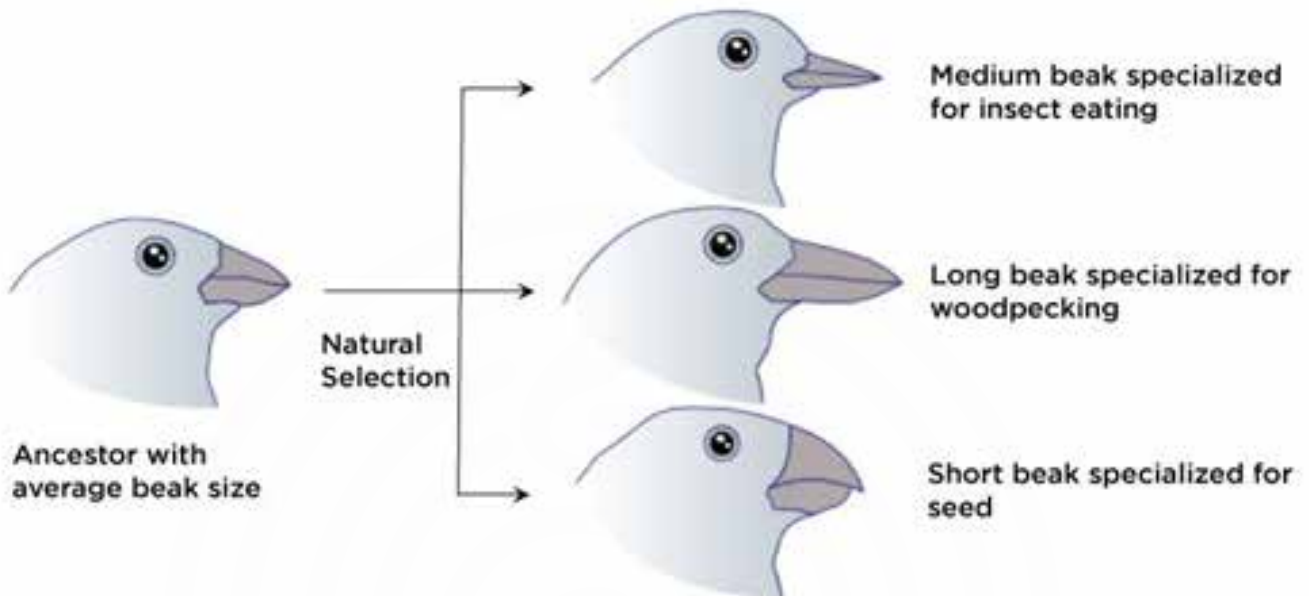 Medium beak specialized
for insect eating
Long beak specialized for
woodpecking
Natural
Selection
Ancestor with
average beak size
Short beak specialized for
seed